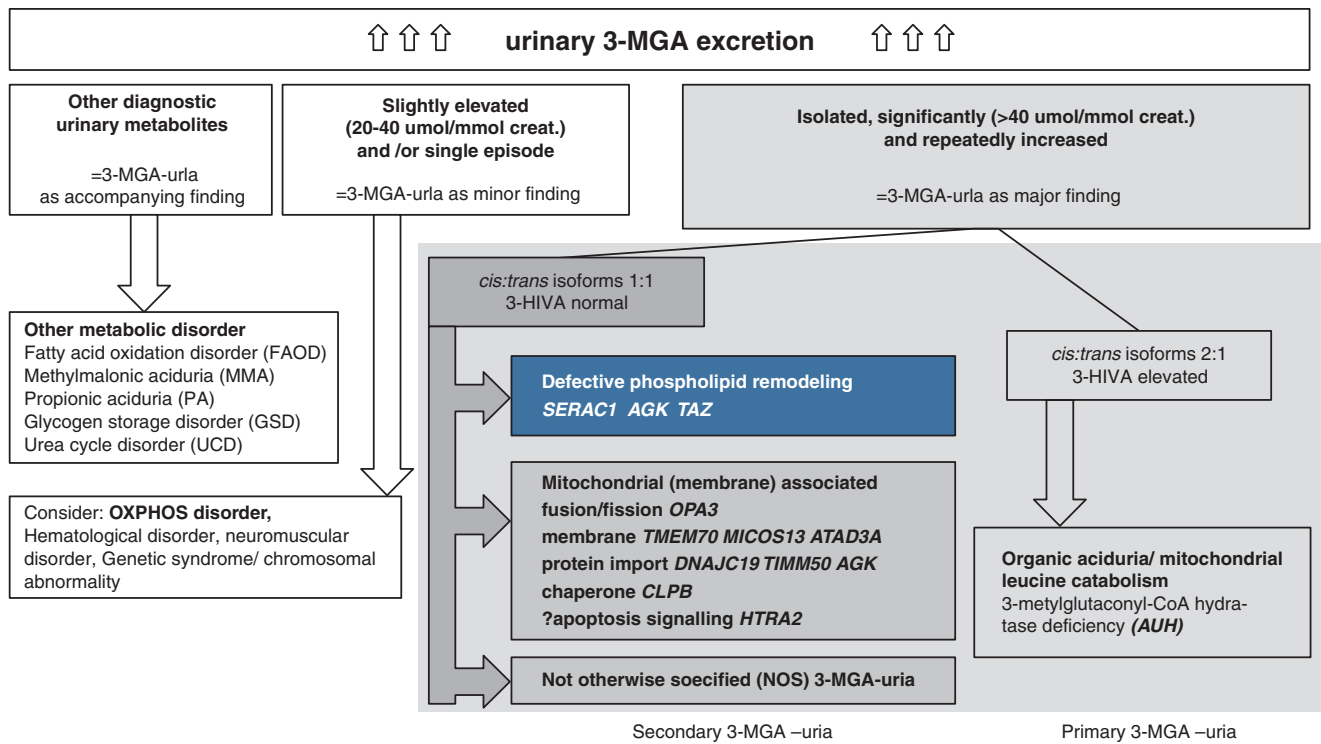 urinary 3-MGA excretion
Other diagnostic
urinary metabolites
=3-MGA-urIa
as accompanying finding
Slightly elevated
(20-40 umol/mmol creat.)
and /or single episode
=3-MGA-urIa as minor finding
Isolated, significantly (>40 umol/mmol creat.)
and repeatedly increased
=3-MGA-urIa as major finding
cis:trans isoforms 1:1
3-HIVA normal
cis:trans isoforms 2:1
3-HIVA elevated
Other metabolic disorder
Fatty acid oxidation disorder (FAOD)
Methylmalonic aciduria (MMA)
Propionic aciduria (PA)
Glycogen storage disorder (GSD)
Urea cycle disorder (UCD)
Consider: OXPHOS disorder,
Hematological disorder, neuromuscular
disorder, Genetic syndrome/ chromosomal
abnormality
Defective phospholipid remodeling
SERAC1 AGK TAZ
Mitochondrial (membrane) associated
fusion/fission OPA3
membrane TMEM70 MICOS13 ATAD3A
protein import DNAJC19 TIMM50 AGK
chaperone CLPB
?apoptosis signalling HTRA2
Not otherwise soecified (NOS) 3-MGA-uria
Organic aciduria/ mitochondrial
leucine catabolism
3-metylglutaconyl-CoA hydra-
tase deficiency (AUH)
Secondary 3-MGA –uria
Primary 3-MGA –uria